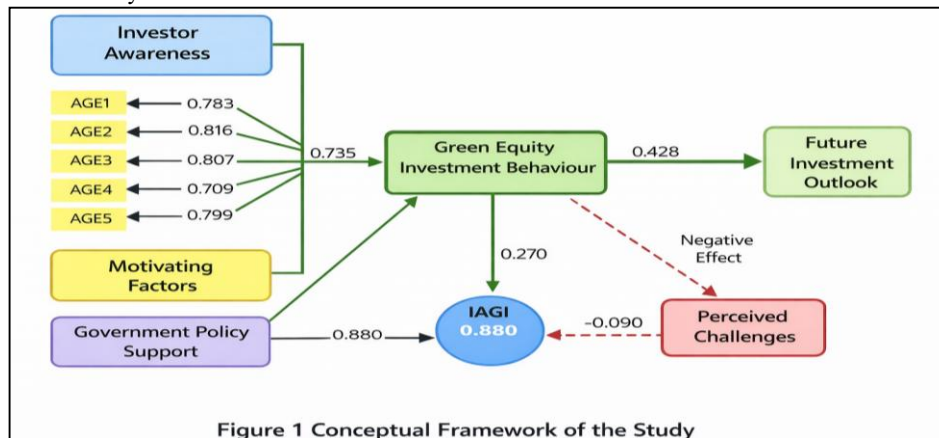 Investor
Awareness
AGE1
0.783
AGE2
0.816
AGE3
0.807
AGE4
0.709
AGE5
0.799
0.735
Green Equity
Investment Behaviour
0.428
Future
Investment
Outlook
Motivating
Factors
0.270
Negative
Effect
Government Policy
Support
0.880
IAGI
0.880
-0.090
Perceived
Challenges
Figure 1 Conceptual Framework of the Study